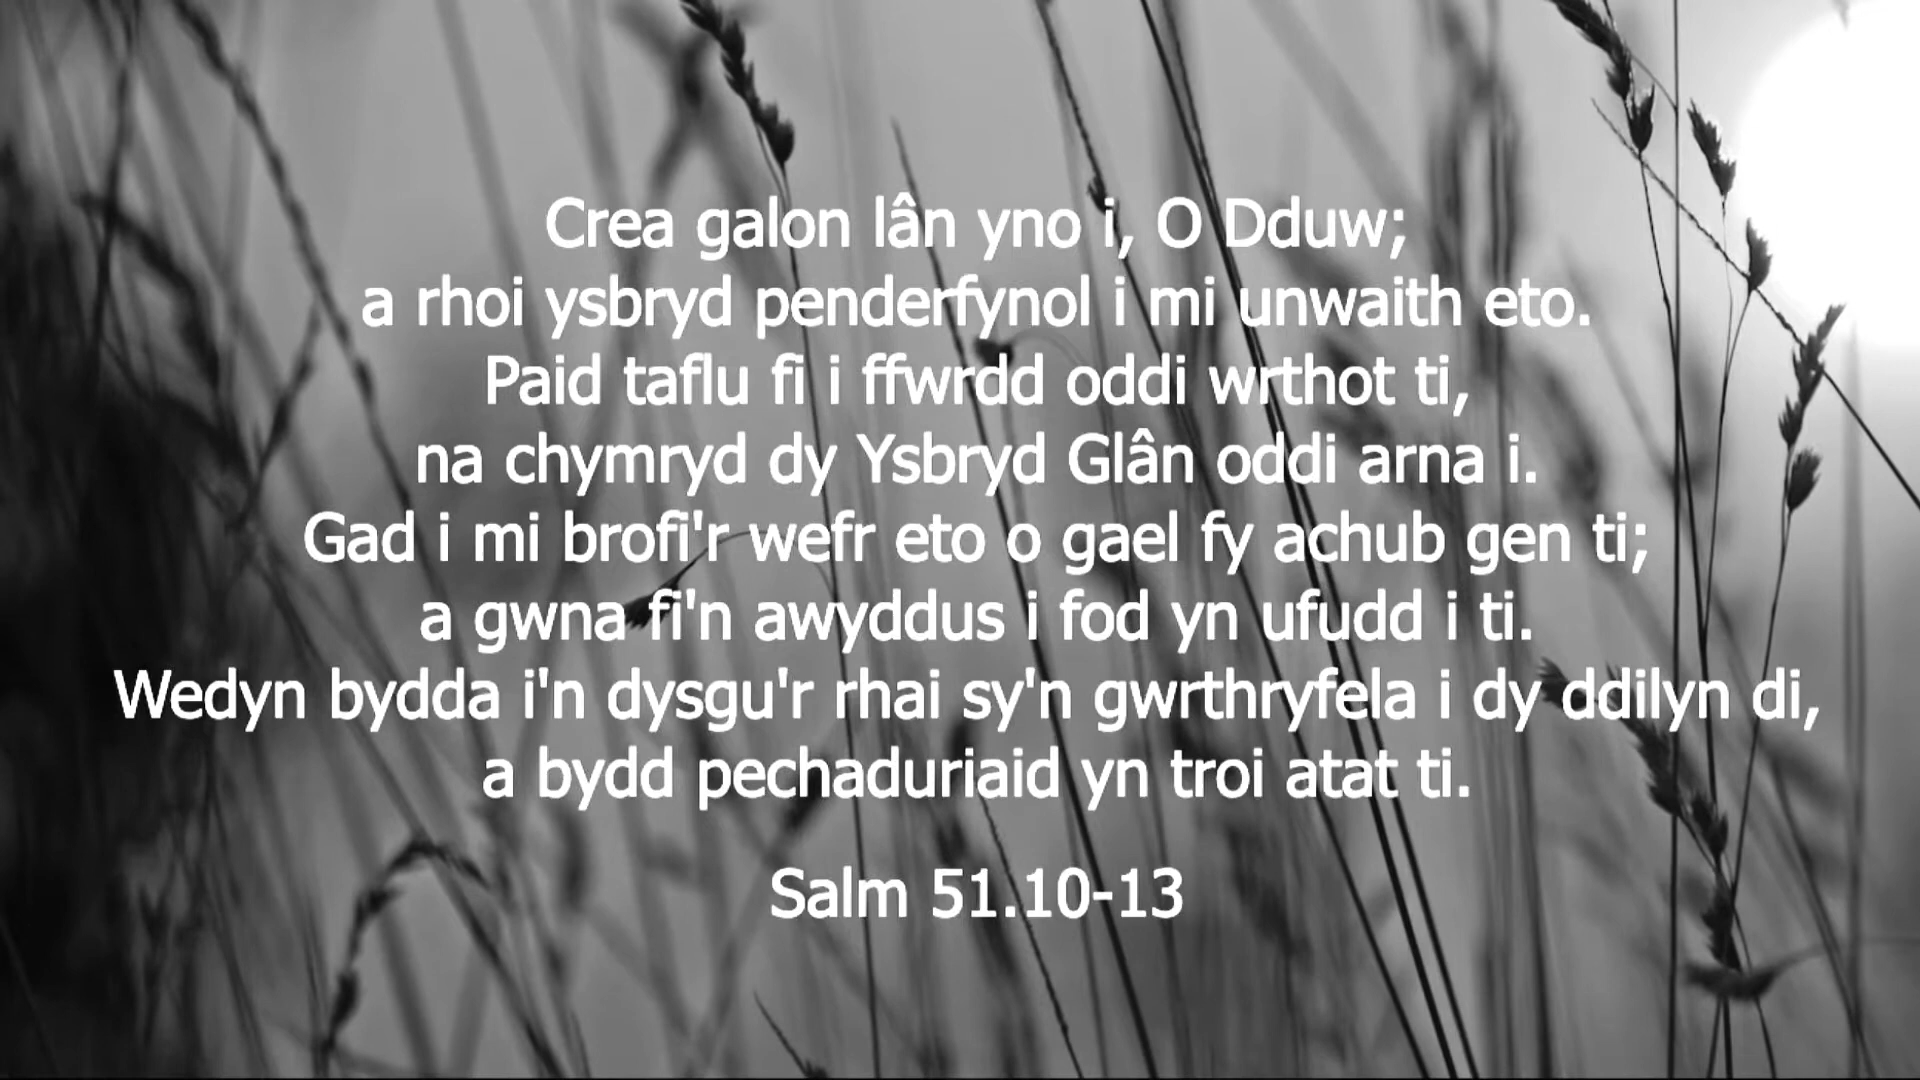 Crea galon lân yno i, O Dduw;
a rhoi ysbryd penderfynol i mi unwaith eto.
Paid taflu fi i ffwrdd oddi wrthot ti,
na chymryd dy Ysbryd Glân oddi arna i.
Gad i mi brofi'r wefr eto o gael fy achub gen ti;
a gwna fi'n awyddus i fod yn ufudd i ti.
Wedyn bydda i'n dysgu'r rhai sy'n gwrthryfela i dy ddilyn di,
a bydd pechaduriaid yn troi atat ti.
Salm 51.10-13